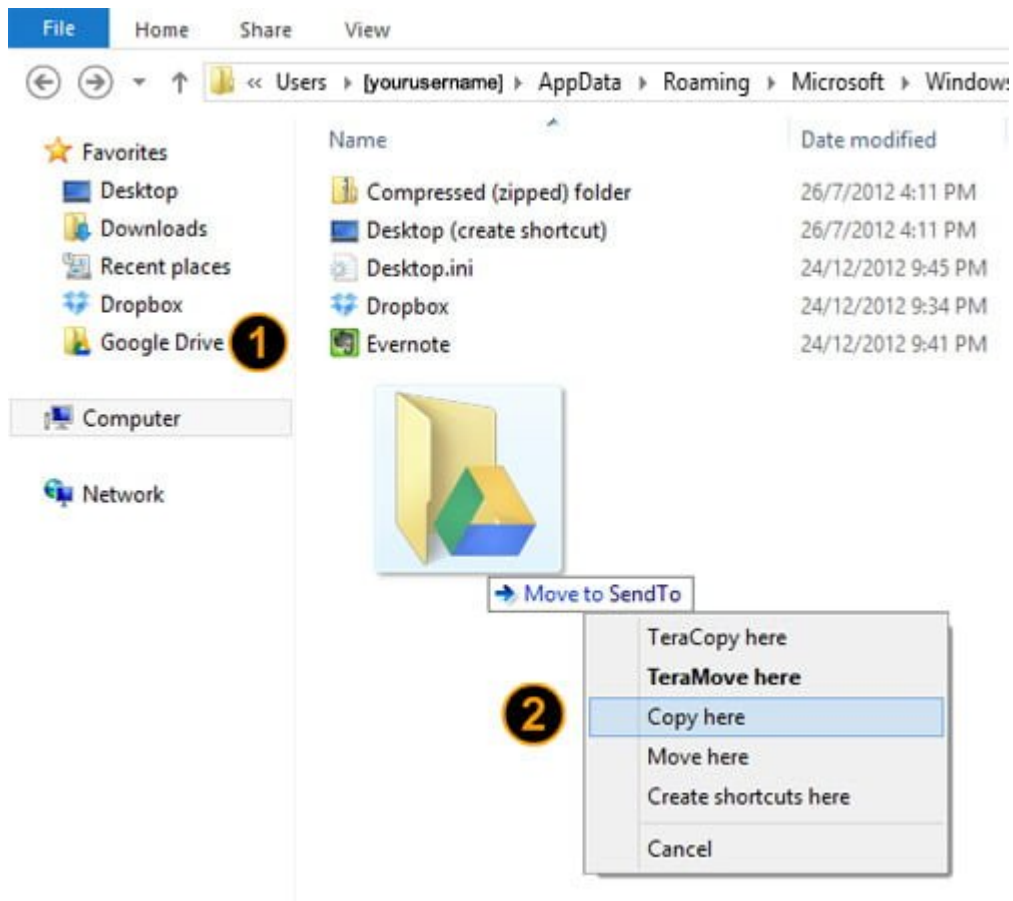 File Home Share View
« Users [yourusername] AppData Roaming Microsoft Windows
Name Date modified
Favorites
Desktop
Downloads
Recent places
Dropbox
Google Drive 1
Computer
Network
Compressed (zipped) folder 26/7/2012 4:11 PM
Desktop (create shortcut) 26/7/2012 4:11 PM
Desktop.ini 24/12/2012 9:45 PM
Dropbox 24/12/2012 9:34 PM
Evernote 24/12/2012 9:41 PM
Move to SendTo
TeraCopy here
TeraMove here
2 Copy here
Move here
Create shortcuts here
Cancel